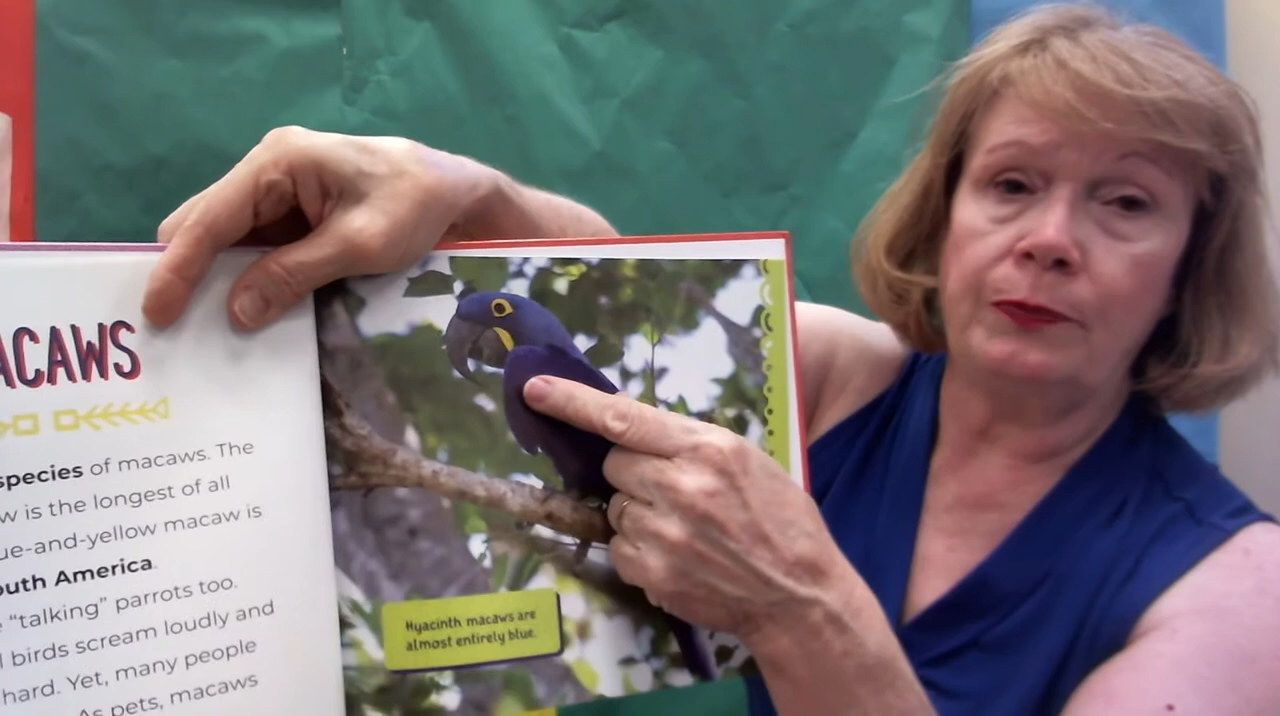 ACAWS
species of macaws. The
w is the longest of all
ue-and-yellow macaw is
outh America.
"talking" parrots too.
l birds scream loudly and
hard. Yet, many people
As pets, macaws
Hyacinth macaws are
almost entirely blue.